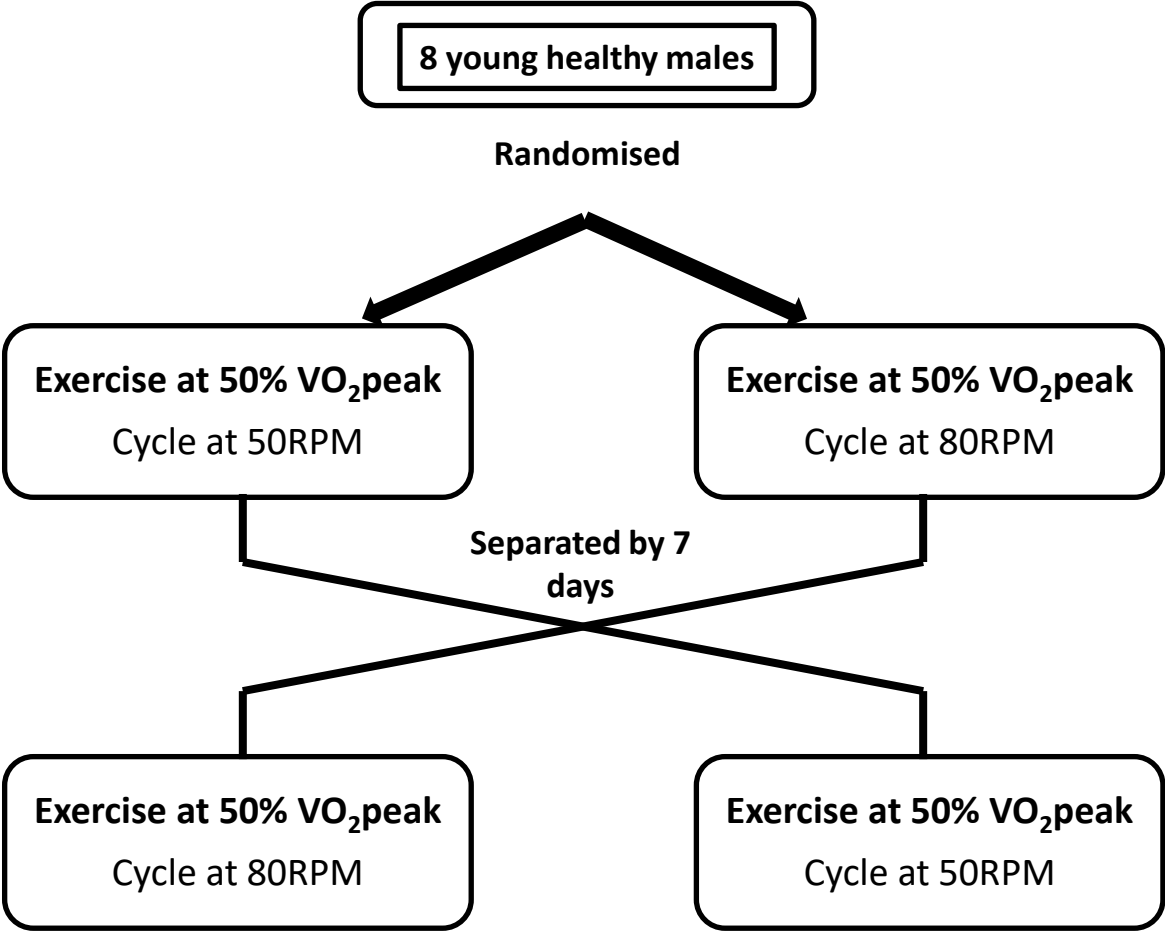 8 young healthy males
Randomised
Exercise at 50% VO₂peak
Cycle at 50RPM
Exercise at 50% VO₂peak
Cycle at 80RPM
Separated by 7
days
Exercise at 50% VO₂peak
Cycle at 80RPM
Exercise at 50% VO₂peak
Cycle at 50RPM